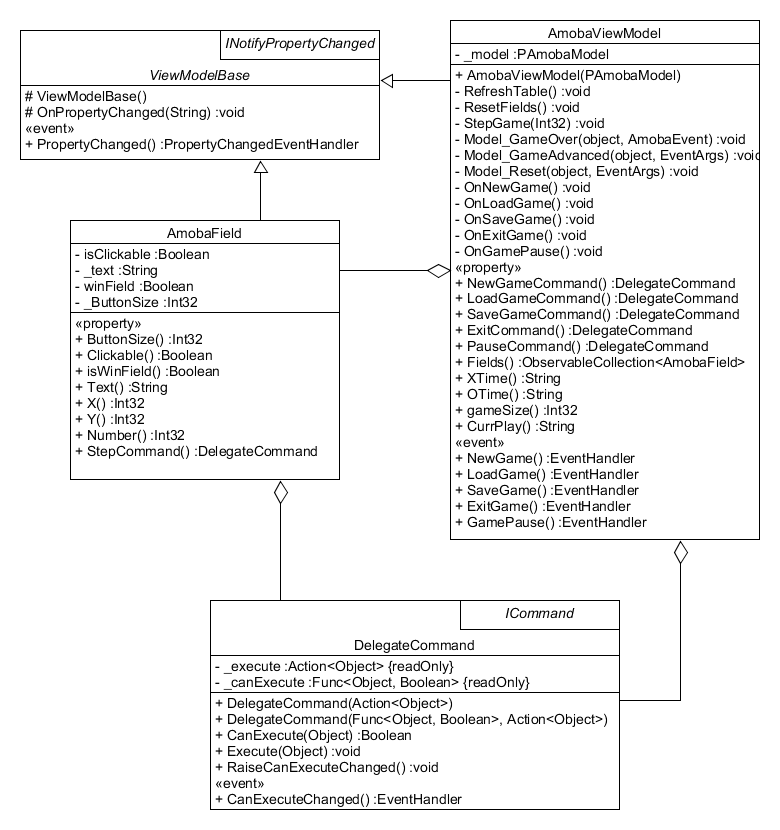 INotifyPropertyChanged
ViewModelBase
# ViewModelBase()
# OnPropertyChanged(String) :void
«event»
+ PropertyChanged() :PropertyChangedEventHandler
AmobaViewModel
- _model :PAmobaModel
+ AmobaViewModel(PAmobaModel)
- RefreshTable() :void
- ResetFields() :void
- StepGame(Int32) :void
- Model_GameOver(object, AmobaEvent) :void
- Model_GameAdvanced(object, EventArgs) :void
- Model_Reset(object, EventArgs) :void
- OnNewGame() :void
- OnLoadGame() :void
- OnSaveGame() :void
- OnExitGame() :void
- OnGamePause() :void
«property»
+ NewGameCommand() :DelegateCommand
+ LoadGameCommand() :DelegateCommand
+ SaveGameCommand() :DelegateCommand
+ ExitCommand() :DelegateCommand
+ PauseCommand() :DelegateCommand
+ Fields() :ObservableCollection<AmobaField>
+ XTime() :String
+ OTime() :String
+ gameSize() :Int32
+ CurrPlay() :String
«event»
+ NewGame() :EventHandler
+ LoadGame() :EventHandler
+ SaveGame() :EventHandler
+ ExitGame() :EventHandler
+ GamePause() :EventHandler
AmobaField
- isClickable :Boolean
- _text :String
- winField :Boolean
- _ButtonSize :Int32
«property»
+ ButtonSize() :Int32
+ Clickable() :Boolean
+ isWinField() :Boolean
+ Text() :String
+ X() :Int32
+ Y() :Int32
+ Number() :Int32
+ StepCommand() :DelegateCommand
ICommand
DelegateCommand
- _execute :Action<Object> {readOnly}
- _canExecute :Func<Object, Boolean> {readOnly}
+ DelegateCommand(Action<Object>)
+ DelegateCommand(Func<Object, Boolean>, Action<Object>)
+ CanExecute(Object) :Boolean
+ Execute(Object) :void
+ RaiseCanExecuteChanged() :void
«event»
+ CanExecuteChanged() :EventHandler